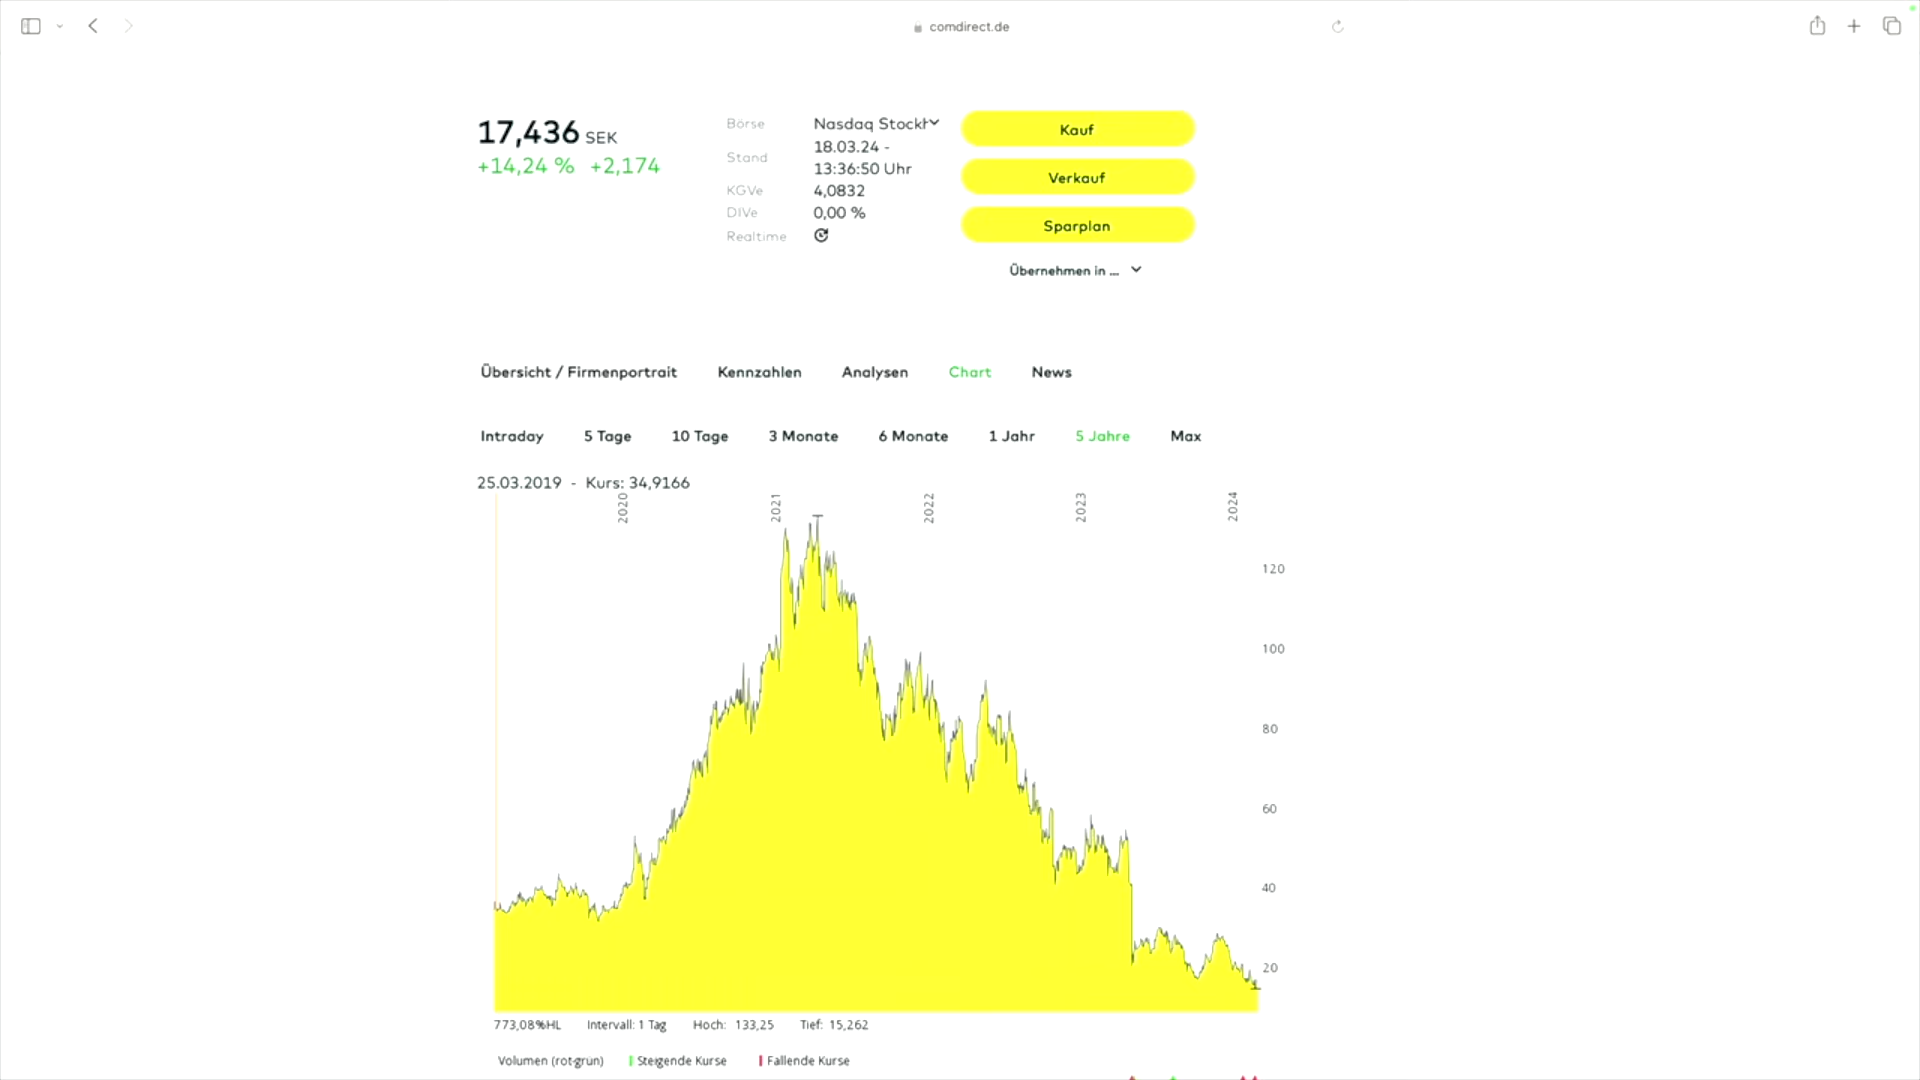 comdirect.de
17,436 SEK
+14,24 % +2,174
Börse Nasdaq Stockh
Stand 18.03.24 -
13:36:50 Uhr
KGVe 4,0832
DIVe 0,00 %
Realtime
Kauf
Verkauf
Sparplan
Übernehmen in ...
Übersicht / Firmenportrait Kennzahlen Analysen Chart News
Intraday 5 Tage 10 Tage 3 Monate 6 Monate 1 Jahr 5 Jahre Max
25.03.2019 - Kurs: 34,9166
2020 2021 2022 2023 2024
120
100
80
60
40
20
773,08%HL Intervall: 1 Tag Hoch: 133,25 Tief: 15,262
Volumen (rot-grün) Steigende Kurse Fallende Kurse